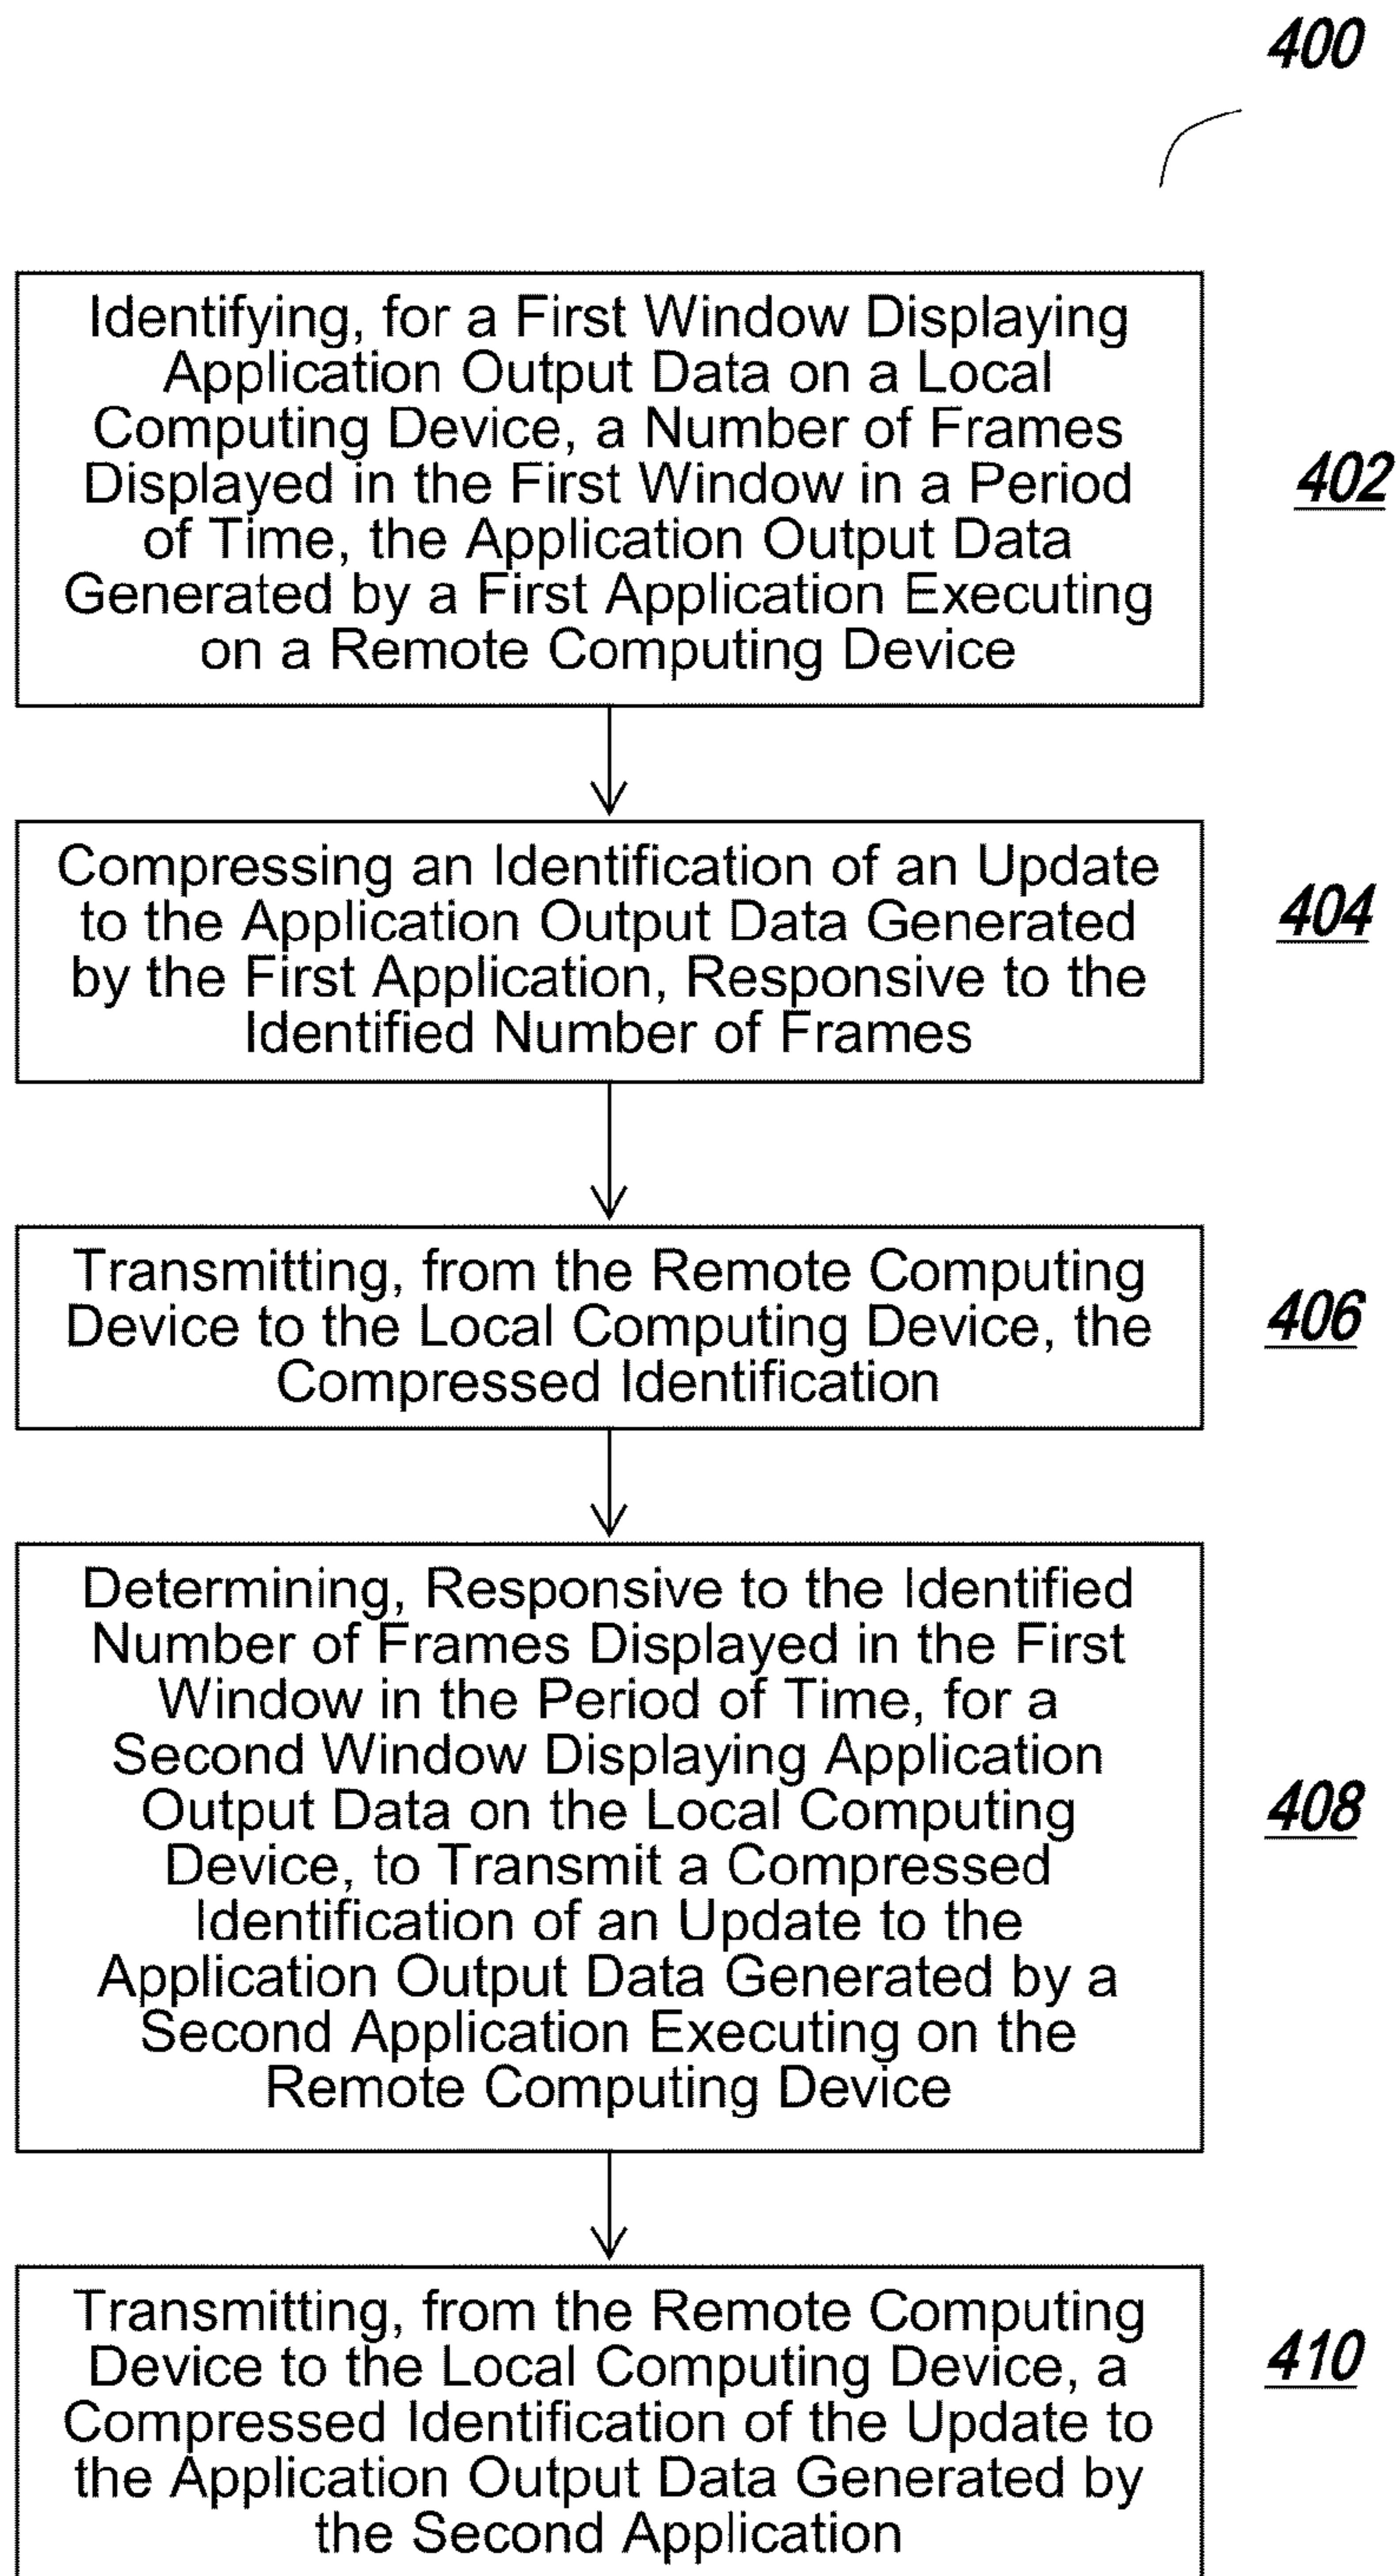 400
Identifying, for a First Window Displaying
Application Output Data on a Local
Computing Device, a Number of Frames
Displayed in the First Window in a Period
of Time, the Application Output Data
Generated by a First Application Executing
on a Remote Computing Device
402
Compressing an Identification of an Update
to the Application Output Data Generated
by the First Application, Responsive to the
Identified Number of Frames
404
Transmitting, from the Remote Computing
Device to the Local Computing Device, the
Compressed Identification
406
Determining, Responsive to the Identified
Number of Frames Displayed in the First
Window in the Period of Time, for a
Second Window Displaying Application
Output Data on the Local Computing
Device, to Transmit a Compressed
Identification of an Update to the
Application Output Data Generated by a
Second Application Executing on the
Remote Computing Device
408
Transmitting, from the Remote Computing
Device to the Local Computing Device, a
Compressed Identification of the Update to
the Application Output Data Generated by
the Second Application
410